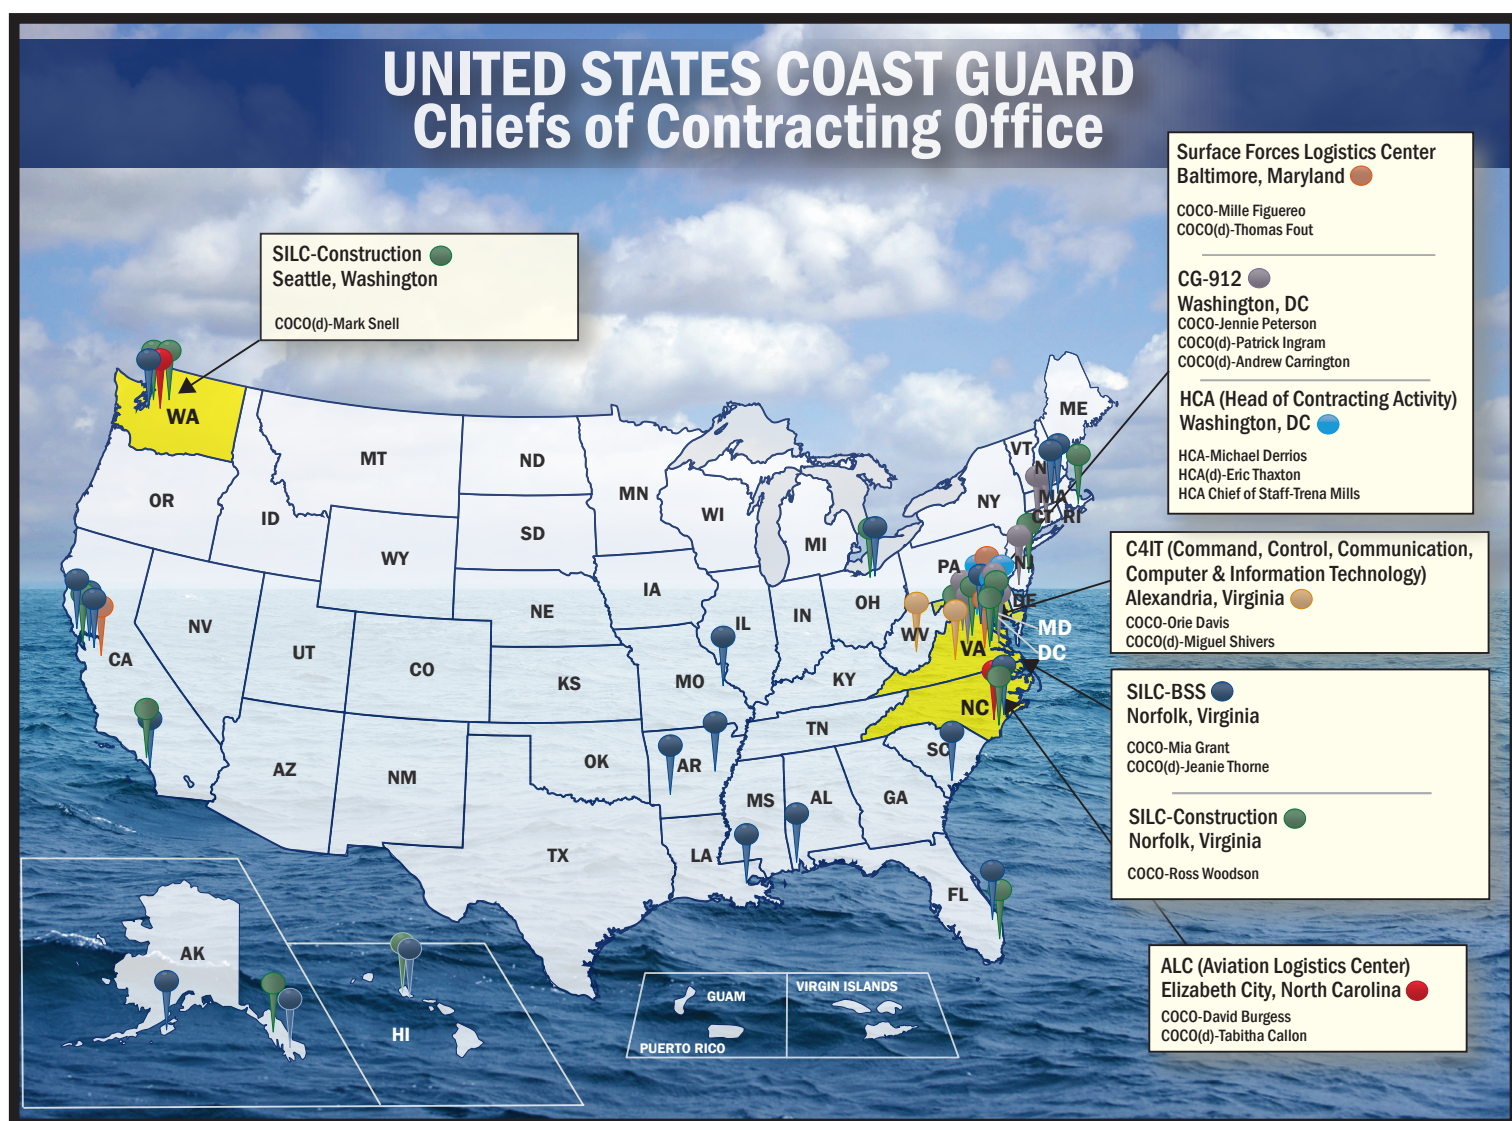 UNITED STATES COAST GUARD
Chiefs of Contracting Office
Surface Forces Logistics Center
Baltimore, Maryland
COCO-Mille Figuereo
COCO(d)-Thomas Fout
CG-912
Washington, DC
COCO-Jennie Peterson
COCO(d)-Patrick Ingram
COCO(d)-Andrew Carrington
HCA (Head of Contracting Activity)
Washington, DC
HCA-Michael Derrios
HCA(d)-Eric Thaxton
HCA Chief of Staff-Trena Mills
SILC-Construction
Seattle, Washington
COCO(d)-Mark Snell
C4IT (Command, Control, Communication,
Computer & Information Technology)
Alexandria, Virginia
COCO-Orie Davis
COCO(d)-Miguel Shivers
SILC-BSS
Norfolk, Virginia
COCO-Mia Grant
COCO(d)-Jeanie Thorne
SILC-Construction
Norfolk, Virginia
COCO-Ross Woodson
ALC (Aviation Logistics Center)
Elizabeth City, North Carolina
COCO-David Burgess
COCO(d)-Tabitha Callon
WA
MT
ND
MN
ME
VT
N
OR
ID
SD
WI
NY
MA
CT
RI
WY
MI
PA
NJ
IA
NE
OH
DE
NV
IL
IN
WV
MD
UT
VA
DC
CA
CO
KS
MO
KY
NC
TN
SC
AZ
NM
OK
AR
MS
AL
GA
TX
LA
FL
AK
HI
GUAM
PUERTO RICO
VIRGIN ISLANDS